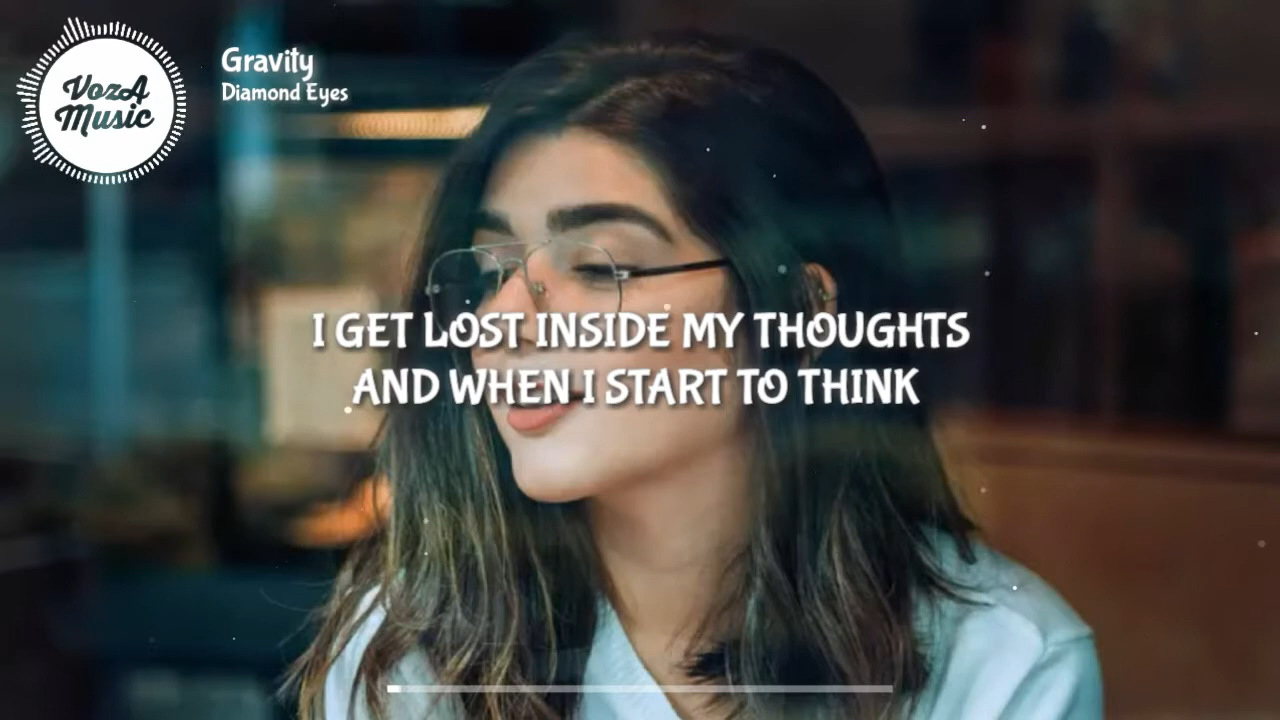 VozA
Music
Gravity
Diamond Eyes
I GET LOST INSIDE MY THOUGHTS
AND WHEN I START TO THINK